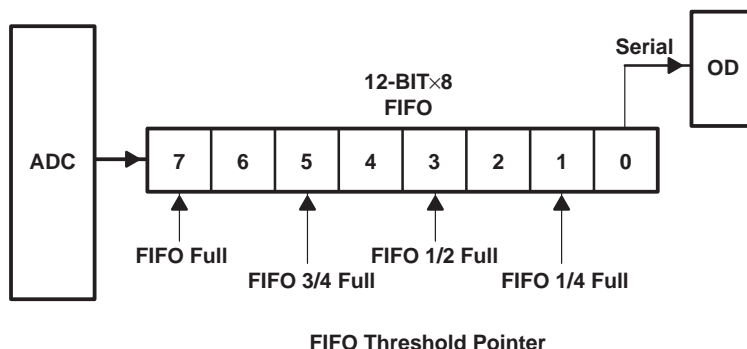 Serial
OD
12-BIT×8
FIFO
ADC
7 6 5 4 3 2 1 0
FIFO Full
FIFO 1/2 Full
FIFO 3/4 Full
FIFO 1/4 Full
FIFO Threshold Pointer